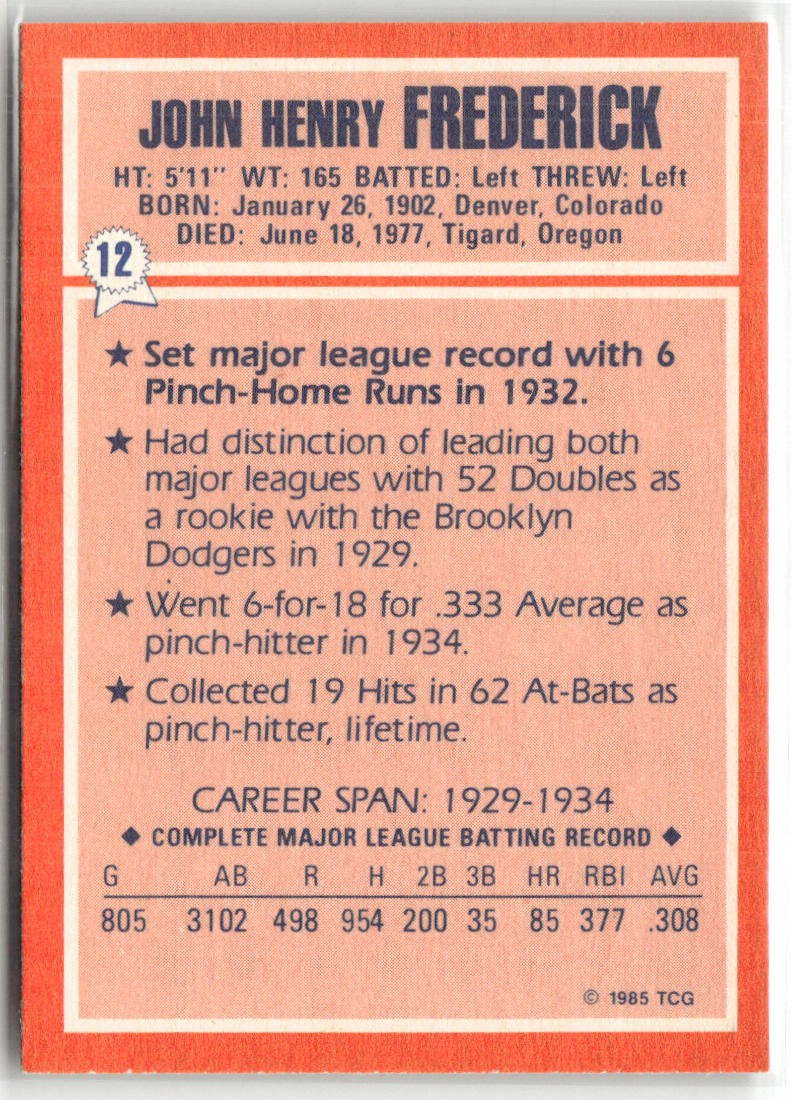 JOHN HENRY FREDERICK
HT: 5'11" WT: 165 BATTED: Left THREW: Left
BORN: January 26, 1902, Denver, Colorado
DIED: June 18, 1977, Tigard, Oregon
12
★ Set major league record with 6
Pinch-Home Runs in 1932.
★ Had distinction of leading both
major leagues with 52 Doubles as
a rookie with the Brooklyn
Dodgers in 1929.
★ Went 6-for-18 for .333 Average as
pinch-hitter in 1934.
★ Collected 19 Hits in 62 At-Bats as
pinch-hitter, lifetime.
CAREER SPAN: 1929-1934
◆ COMPLETE MAJOR LEAGUE BATTING RECORD ◆
G AB R H 2B 3B HR RBI AVG
805 3102 498 954 200 35 85 377 .308
© 1985 TCG